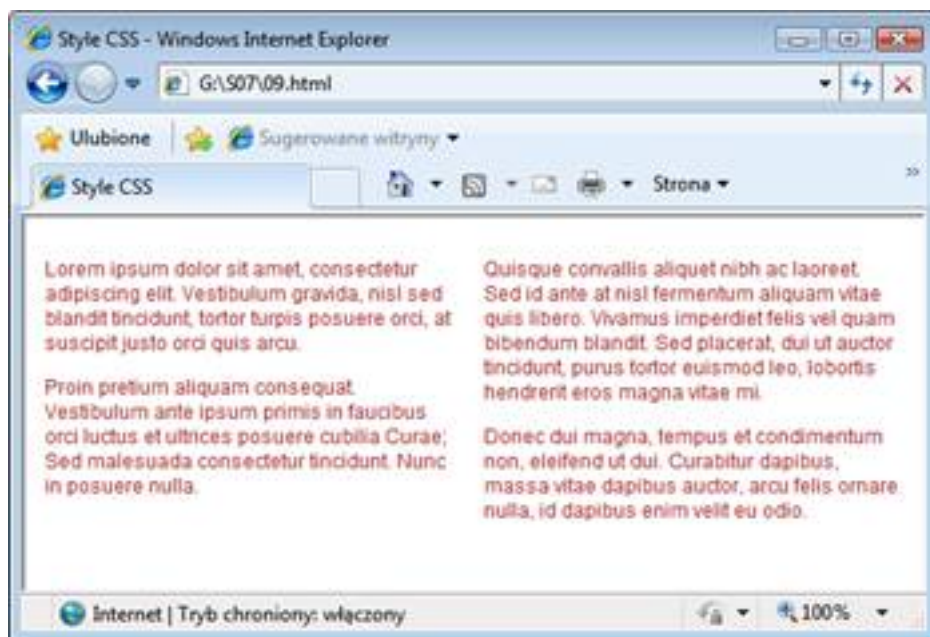 Style CSS - Windows Internet Explorer
G:\S07\09.html
Ulubione Sugerowane witryny
Style CSS Strona »
Lorem ipsum dolor sit amet, consectetur
adipiscing elit. Vestibulum gravida, nisl sed
blandit tincidunt, tortor turpis posuere orci, at
suscipit justo orci quis arcu.
Proin pretium aliquam consequat.
Vestibulum ante ipsum primis in faucibus
orci luctus et ultrices posuere cubilia Curae;
Sed malesuada consectetur tincidunt. Nunc
in posuere nulla.
Quisque convallis aliquet nibh ac laoreet.
Sed id ante at nisl fermentum aliquam vitae
quis libero. Vivamus imperdiet felis vel quam
bibendum blandit. Sed placerat, dui ut auctor
tincidunt, purus tortor euismod leo, lobortis
hendrerit eros magna vitae mi.
Donec dui magna, tempus et condimentum
non, eleifend ut dui. Curabitur dapibus,
massa vitae dapibus auctor, arcu felis ornare
nulla, id dapibus enim velit eu odio.
Internet | Tryb chroniony: włączony 100%